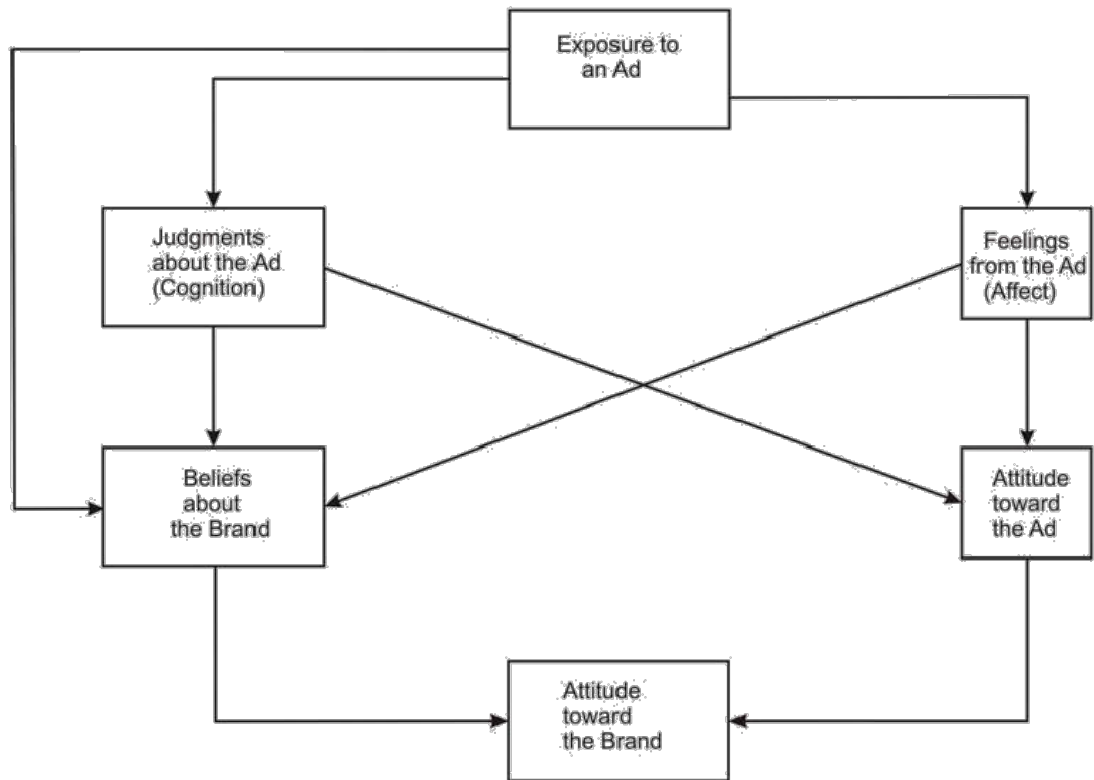 Exposure to
an Ad
Judgments
about the Ad
(Cognition)
Feelings
from the Ad
(Affect)
Beliefs
about
the Brand
Attitude
toward
the Ad
Attitude
toward
the Brand